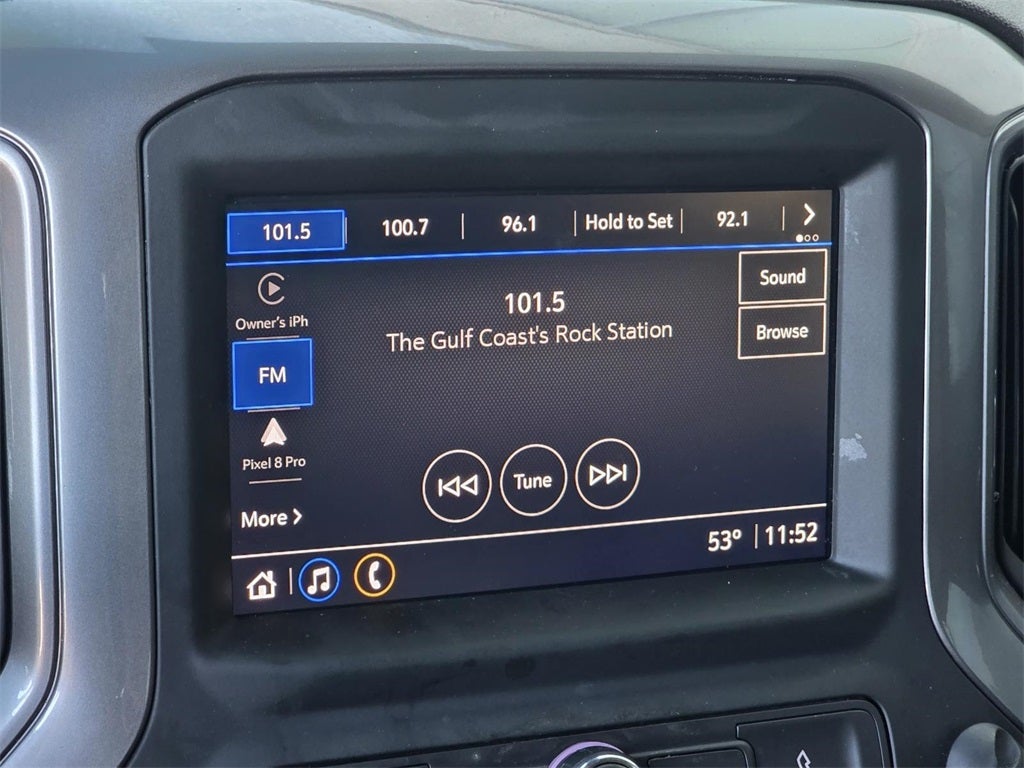 101.5 100.7 96.1 Hold to Set 92.1
Owner's iPh
Sound
101.5
The Gulf Coast's Rock Station
Browse
FM
Pixel 8 Pro
Tune
More
53° 11:52